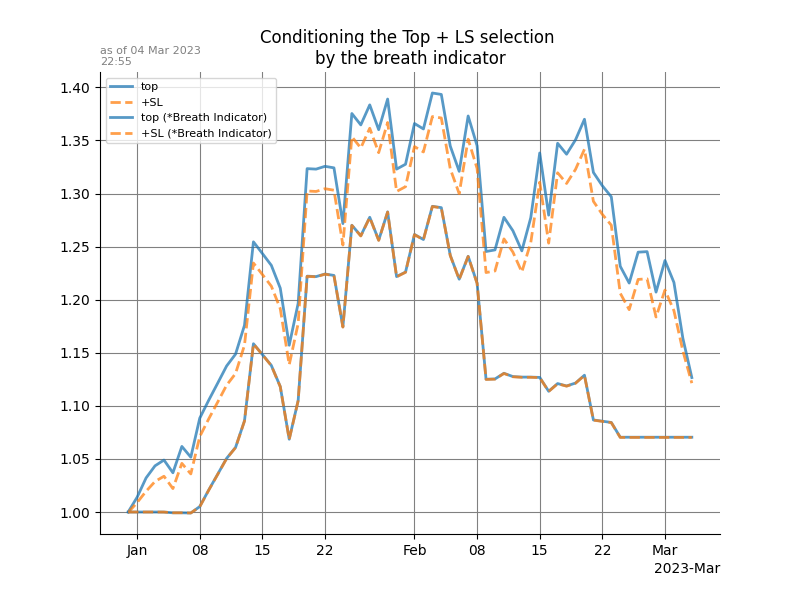 Conditioning the Top + LS selection
by the breath indicator
as of 04 Mar 2023
22:55
top
+SL
top (*Breath Indicator)
+SL (*Breath Indicator)
1.40
1.35
1.30
1.25
1.20
1.15
1.10
1.05
1.00
Jan 08 15 22 Feb 08 15 22 Mar
2023-Mar